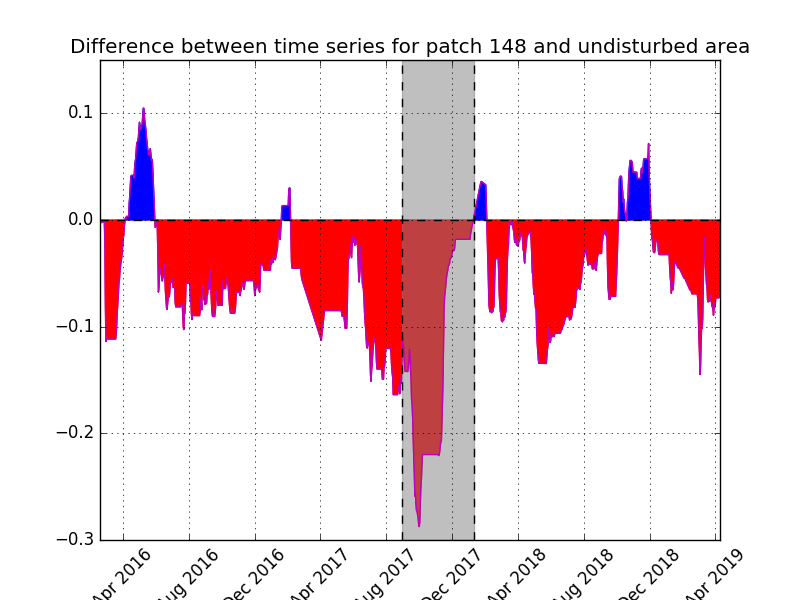 Difference between time series for patch 148 and undisturbed area
0.1
0.0
−0.1
−0.2
−0.3
Apr 2016
Aug 2016
Dec 2016
Apr 2017
Aug 2017
Dec 2017
Apr 2018
Aug 2018
Dec 2018
Apr 2019